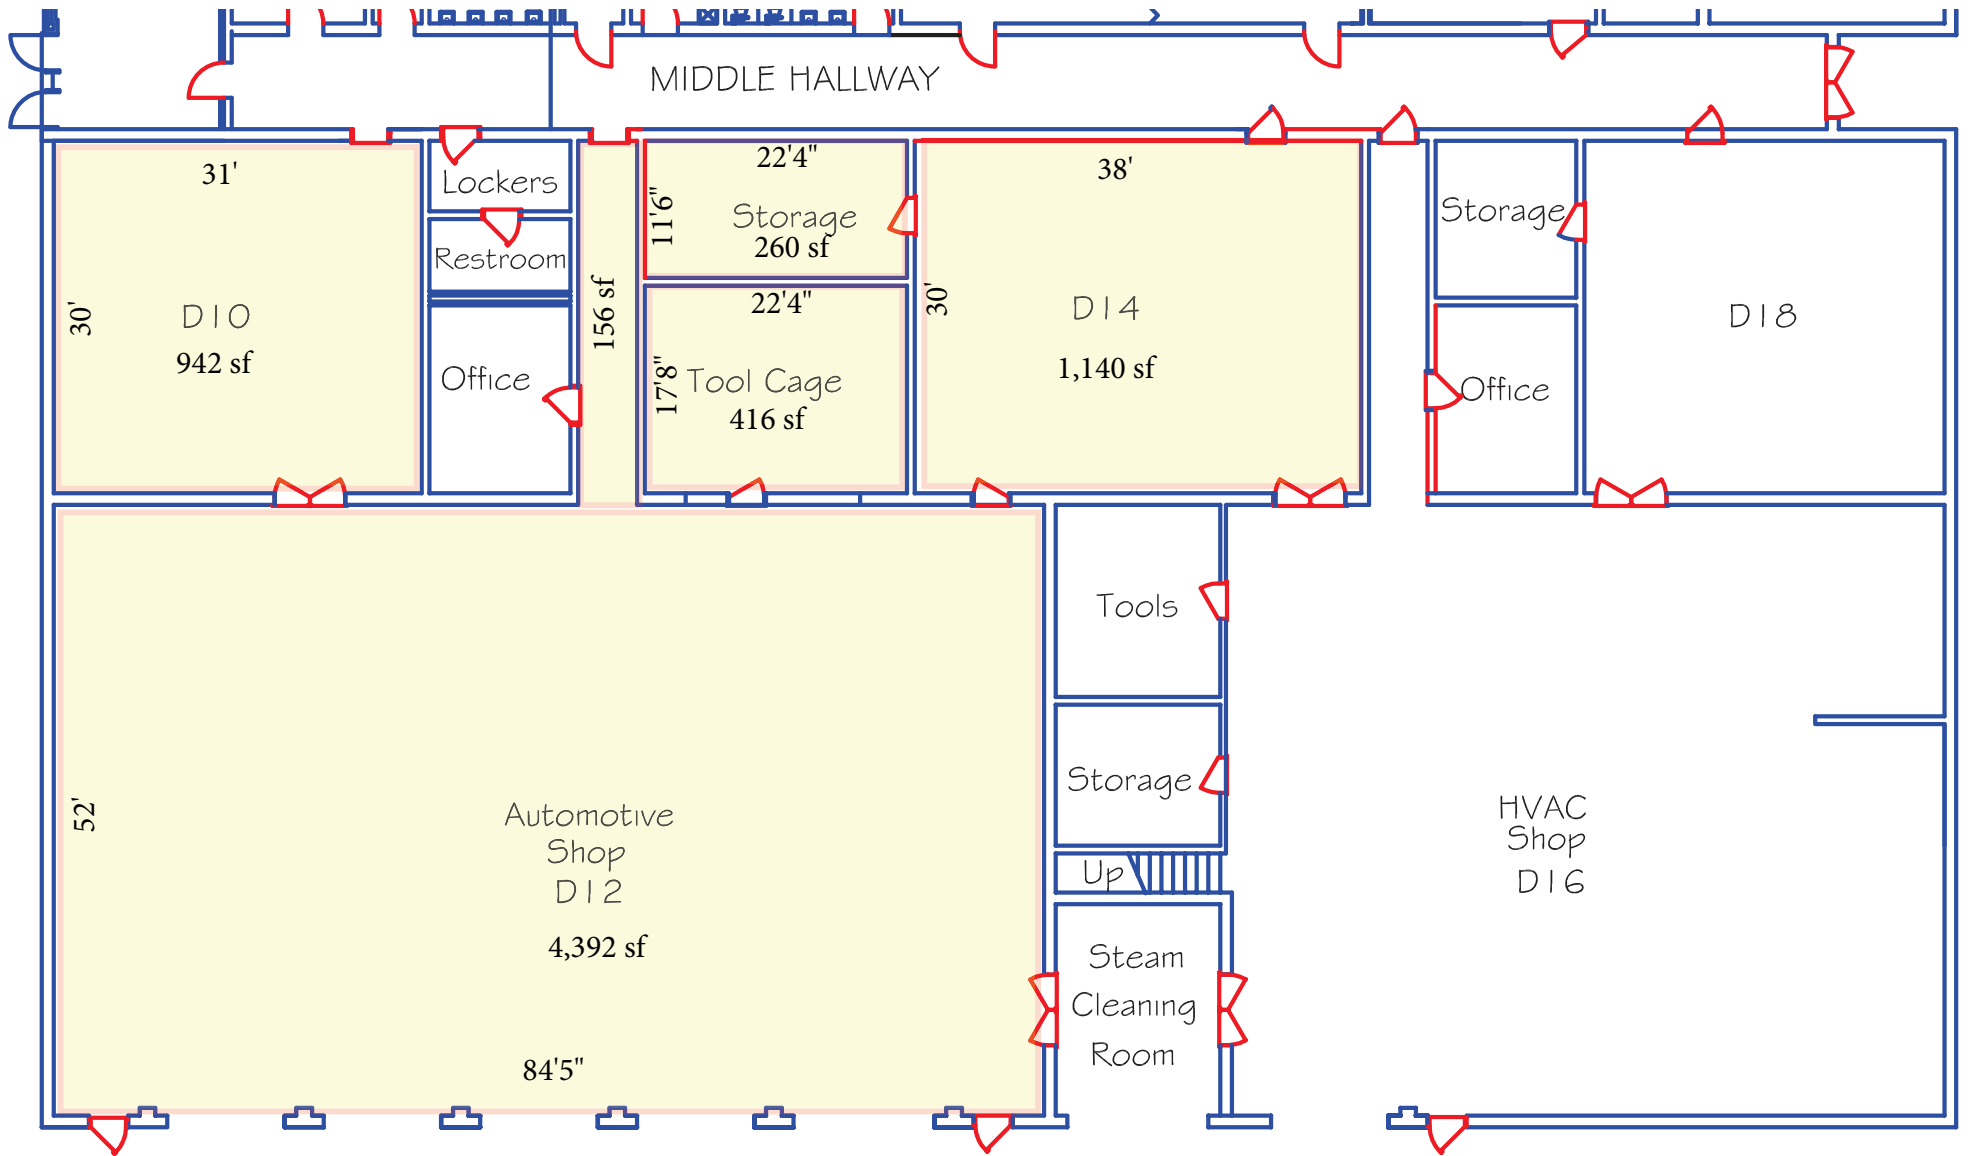 MIDDLE HALLWAY
31'
30'
D10
942 sf
Lockers
Restroom
Office
156 sf
22'4"
11'6"
Storage
260 sf
22'4"
17'8"
Tool Cage
416 sf
38'
30'
D14
1,140 sf
Storage
Office
D18
52'
Automotive
Shop
D12
4,392 sf
84'5"
Tools
Storage
Up
Steam
Cleaning
Room
HVAC
Shop
D16